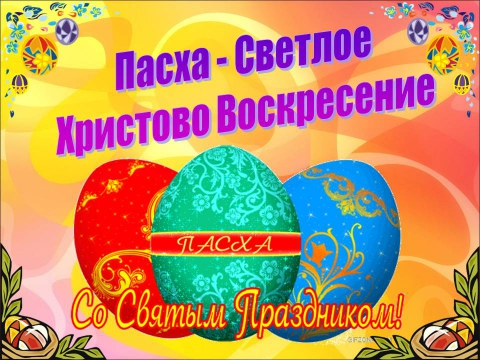 Пасха - Светлое
Христово Воскресение
ПАСХА
Со Святым Праздником!